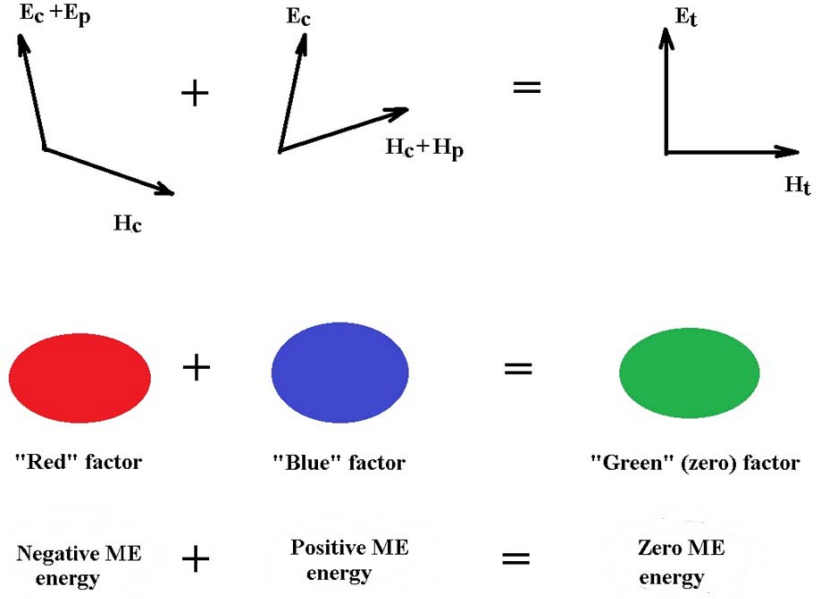 Ec + Ep + Ec = Et
Hc Hc + Hp Ht
+ =
"Red" factor "Blue" factor "Green" (zero) factor
Negative ME + Positive ME = Zero ME
energy energy energy